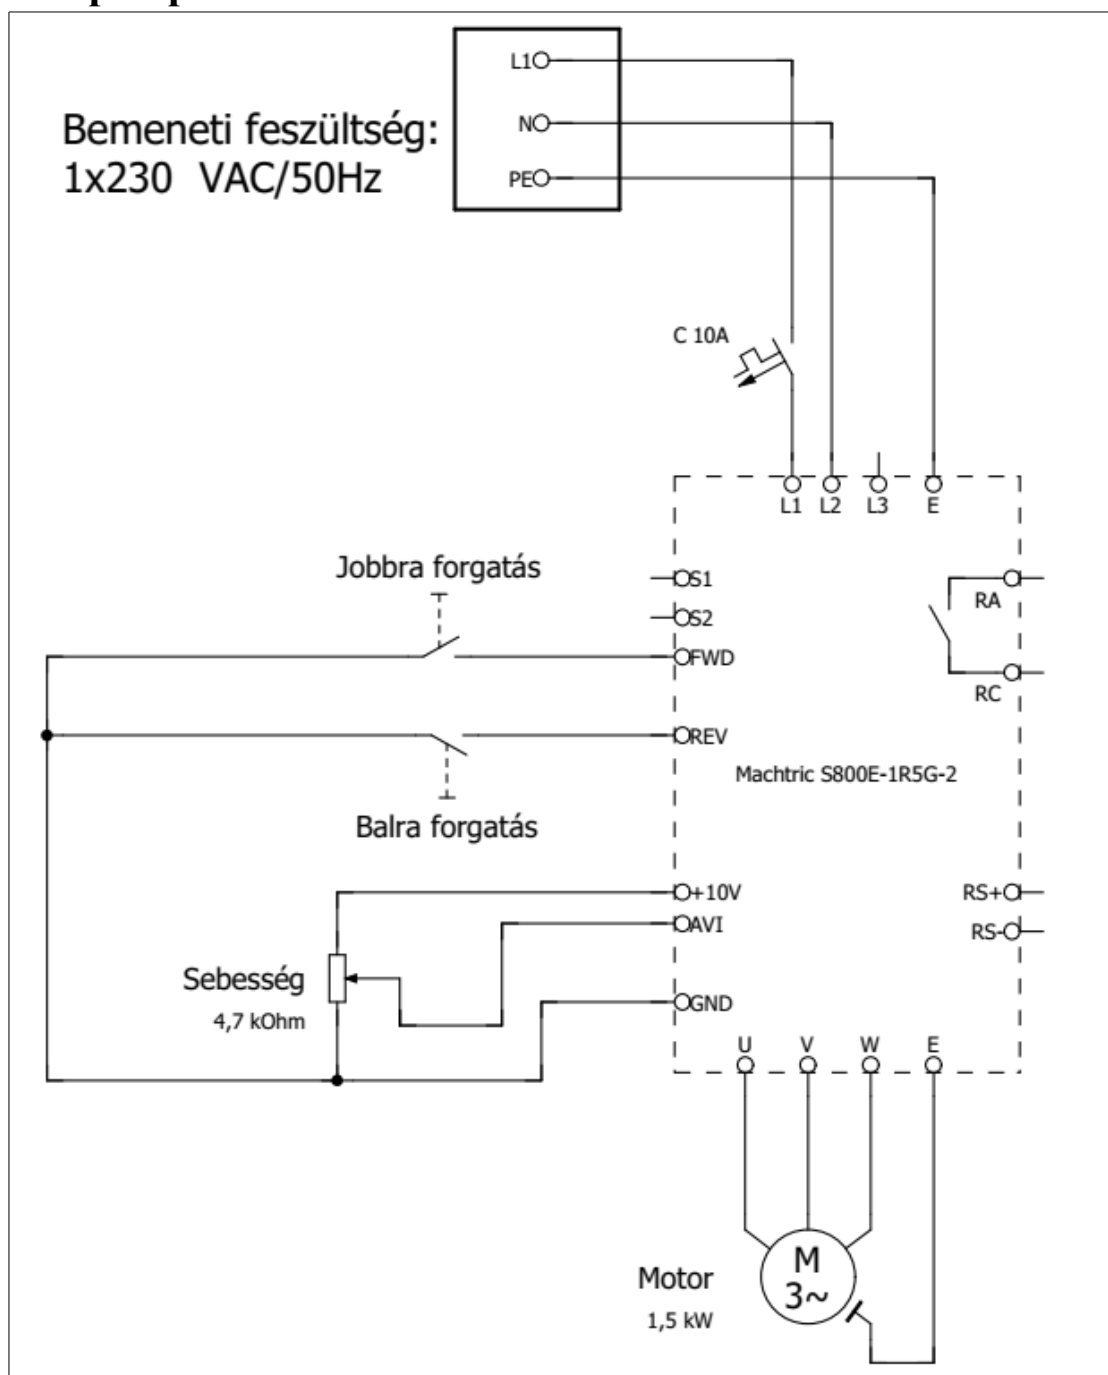 L1
Bemeneti feszültség:
N
1x230 VAC/50Hz
PE
C 10A
L1 L2 L3 E
Jobbra forgatás
S1
RA
S2
FWD
RC
REV
Machtric S800E-1R5G-2
Balra forgatás
+10V
RS+
AVI
RS-
Sebesség
4,7 kOhm
GND
U V W E
M
3~
Motor
1,5 kW